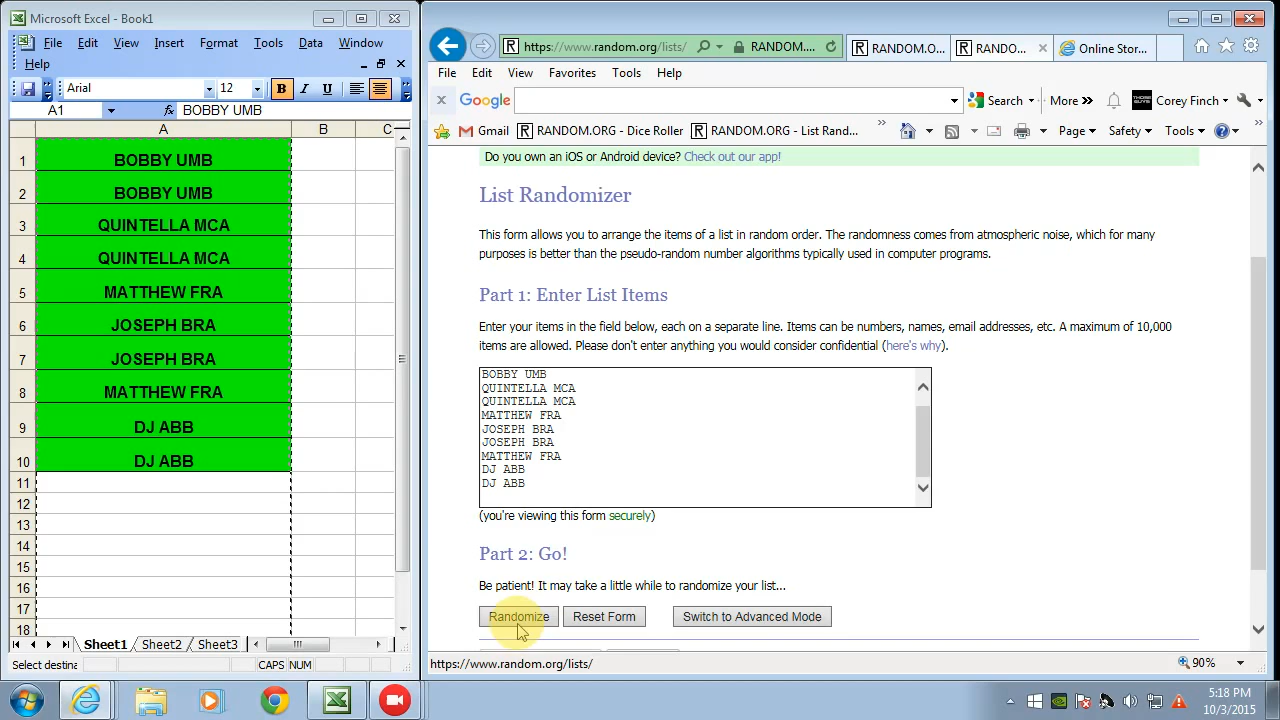 Microsoft Excel - Book1
File Edit View Insert Format Tools Data Window
Help
Arial 12 B I U
A1 fx BOBBY UMB
A B C
1 BOBBY UMB
2 BOBBY UMB
3 QUINTELLA MCA
4 QUINTELLA MCA
5 MATTHEW FRA
6 JOSEPH BRA
7 JOSEPH BRA
8 MATTHEW FRA
9 DJ ABB
10 DJ ABB
11
12
13
14
15
16
17
18
Sheet1 Sheet2 Sheet3
Select destina CAPS NUM
https://www.random.org/lists/ RANDOM.... RANDOM.O... RANDO... Online Stor...
File Edit View Favorites Tools Help
Google Search More » Corey Finch
Gmail RANDOM.ORG - Dice Roller RANDOM.ORG - List Rand... » Page Safety Tools »
Do you own an iOS or Android device? Check out our app!
List Randomizer
This form allows you to arrange the items of a list in random order. The randomness comes from atmospheric noise, which for many
purposes is better than the pseudo-random number algorithms typically used in computer programs.
Part 1: Enter List Items
Enter your items in the field below, each on a separate line. Items can be numbers, names, email addresses, etc. A maximum of 10,000
items are allowed. Please don't enter anything you would consider confidential (here's why).
BOBBY UMB
QUINTELLA MCA
QUINTELLA MCA
MATTHEW FRA
JOSEPH BRA
JOSEPH BRA
MATTHEW FRA
DJ ABB
DJ ABB
(you're viewing this form securely)
Part 2: Go!
Be patient! It may take a little while to randomize your list...
Randomize Reset Form Switch to Advanced Mode
https://www.random.org/lists/ 90%
5:18 PM
10/3/2015